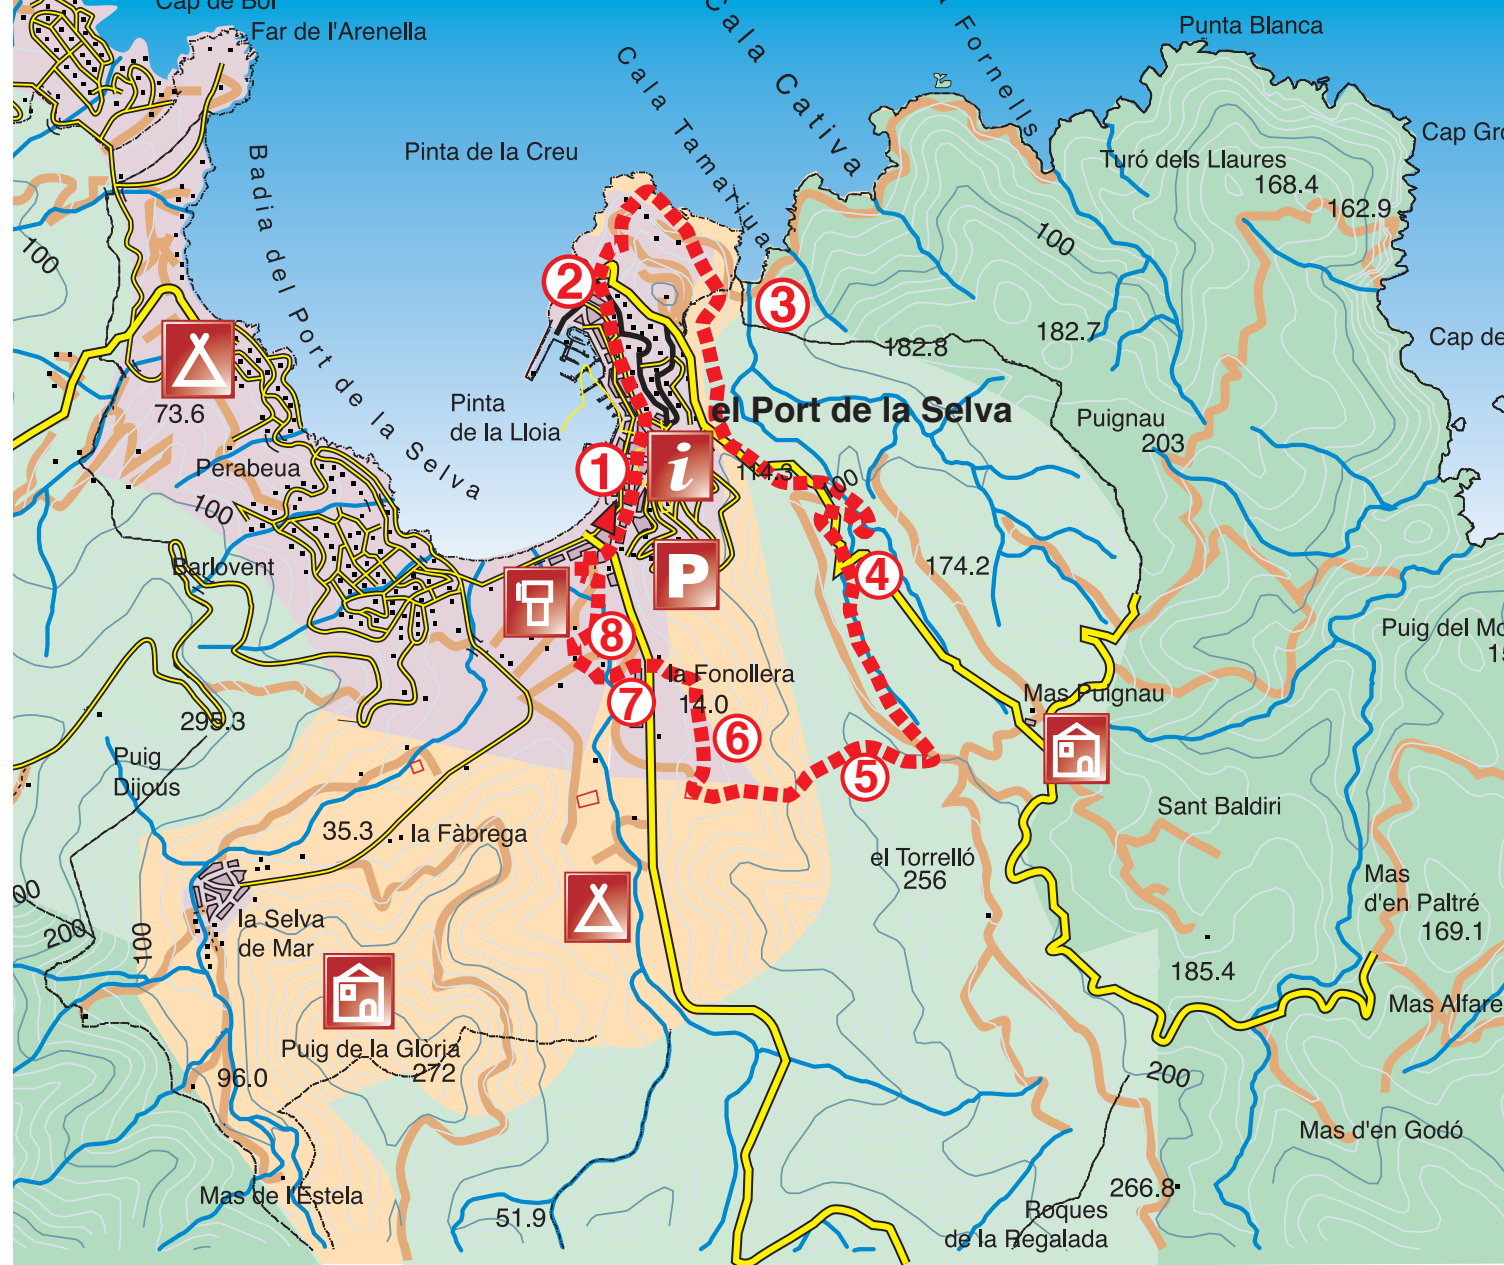 Cap de Bol
Far de l'Arenella
Punta Blanca
Cala Cativa
Fornells
Cala Tamariua
Cap Gro
Pinta de la Creu
Badia del Port de la Selva
Turó dels Llaures
168.4
162.9
100
100
2
3
182.7
182.8
Cap de
73.6
Pinta
de la Lloia
el Port de la Selva
Puignau
203
Perabeua
1
i
114.3
100
100
Barlovent
P
4
174.2
8
Puig del Mo
15
la Fonollera
14.0
Mas Puignau
7
295.3
6
Puig
Dijous
5
Sant Baldiri
35.3
la Fàbrega
el Torrelló
256
Mas
d'en Paltré
169.1
00
200
100
la Selva
de Mar
185.4
Mas Alfare
Puig de la Glòria
272
96.0
200
Mas d'en Godó
Mas de l'Estela
51.9
266.8
Roques
de la Regalada